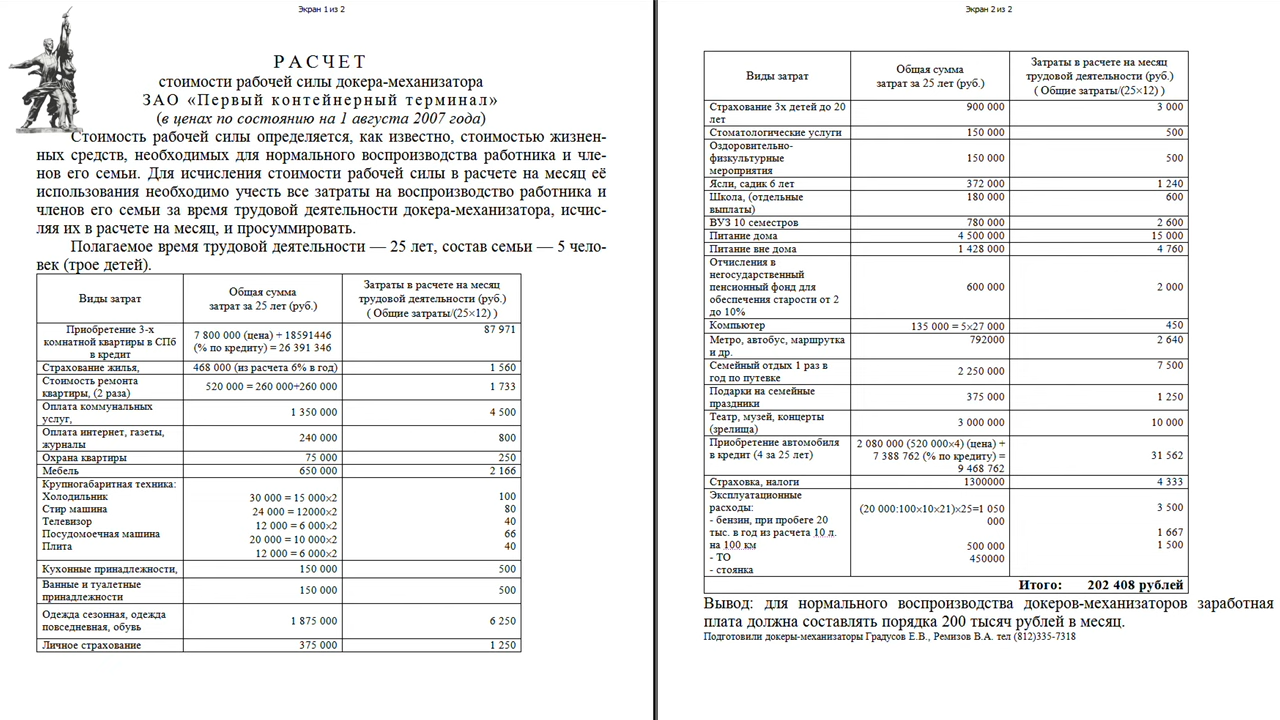 Экран 1 из 2
Р А С Ч Е Т
стоимости рабочей силы докера-механизатора
ЗАО «Первый контейнерный терминал»
(в ценах по состоянию на 1 августа 2007 года)
Стоимость рабочей силы определяется, как известно, стоимостью жизнен-
ных средств, необходимых для нормального воспроизводства работника и чле-
нов его семьи. Для исчисления стоимости рабочей силы в расчете на месяц её
использования необходимо учесть все затраты на воспроизводство работника и
членов его семьи за время трудовой деятельности докера-механизатора, исчис-
ляя их в расчете на месяц, и просуммировать.
Полагаемое время трудовой деятельности — 25 лет, состав семьи — 5 чело-
век (трое детей).
Виды затрат
Общая сумма
затрат за 25 лет (руб.)
Затраты в расчете на месяц
трудовой деятельности (руб.)
( Общие затраты/(25×12) )
Приобретение 3-х
комнатной квартиры в СПб
в кредит
7 800 000 (цена) + 18591446
(% по кредиту) = 26 391 346
87 971
Страхование жилья, 468 000 (из расчета 6% в год) 1 560
Стоимость ремонта
квартиры, (2 раза)
520 000 = 260 000+260 000 1 733
Оплата коммунальных
услуг,
1 350 000 4 500
Оплата интернет, газеты,
журналы
240 000 800
Охрана квартиры 75 000 250
Мебель 650 000 2 166
Крупногабаритная техника:
Холодильник 30 000 = 15 000×2 100
Стир машина 24 000 = 12000×2 80
Телевизор 12 000 = 6 000×2 40
Посудомоечная машина 20 000 = 10 000×2 66
Плита 12 000 = 6 000×2 40
Кухонные принадлежности, 150 000 500
Ванные и туалетные
принадлежности
150 000 500
Одежда сезонная, одежда
повседневная, обувь
1 875 000 6 250
Личное страхование 375 000 1 250
Экран 2 из 2
Виды затрат
Общая сумма
затрат за 25 лет (руб.)
Затраты в расчете на месяц
трудовой деятельности (руб.)
( Общие затраты/(25×12) )
Страхование 3х детей до 20
лет
900 000 3 000
Стоматологические услуги 150 000 500
Оздоровительно-
физкультурные
мероприятия
150 000 500
Ясли, садик 6 лет 372 000 1 240
Школа, (отдельные
выплаты)
180 000 600
ВУЗ 10 семестров 780 000 2 600
Питание дома 4 500 000 15 000
Питание вне дома 1 428 000 4 760
Отчисления в
негосударственный
пенсионный фонд для
обеспечения старости от 2
до 10%
600 000 2 000
Компьютер 135 000 = 5×27 000 450
Метро, автобус, маршрутка
и др.
792000 2 640
Семейный отдых 1 раз в
год по путевке
2 250 000 7 500
Подарки на семейные
праздники
375 000 1 250
Театр, музей, концерты
(зрелища)
3 000 000 10 000
Приобретение автомобиля
в кредит (4 за 25 лет)
2 080 000 (520 000×4) (цена) +
7 388 762 (% по кредиту) =
9 468 762
31 562
Страховка, налоги 1300000 4 333
Эксплуатационные
расходы:
- бензин, при пробеге 20
тыс. в год из расчета 10 л.
на 100 км
- ТО
- стоянка
(20 000:100×10×21)×25=1 050
000
500 000
450000
3 500
1 667
1 500
Итого: 202 408 рублей
Вывод: для нормального воспроизводства докеров-механизаторов заработная
плата должна составлять порядка 200 тысяч рублей в месяц.
Подготовили докеры-механизаторы Градусов Е.В., Ремизов В.А. тел (812)335-7318